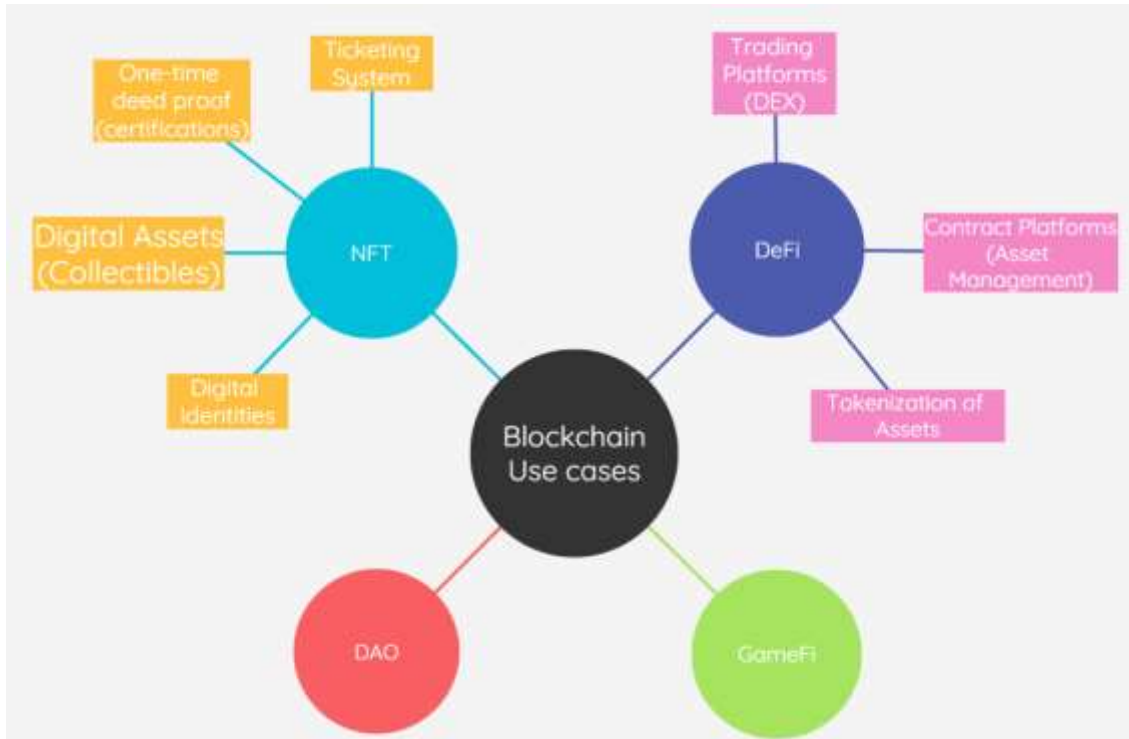 Ticketing
System
One-time
deed proof
(certifications)
Digital Assets
(Collectibles)
NFT
Digital
Identities
Trading
Platforms
(DEX)
DeFi
Contract Platforms
(Asset
Management)
Tokenization of
Assets
Blockchain
Use cases
DAO
GameFi